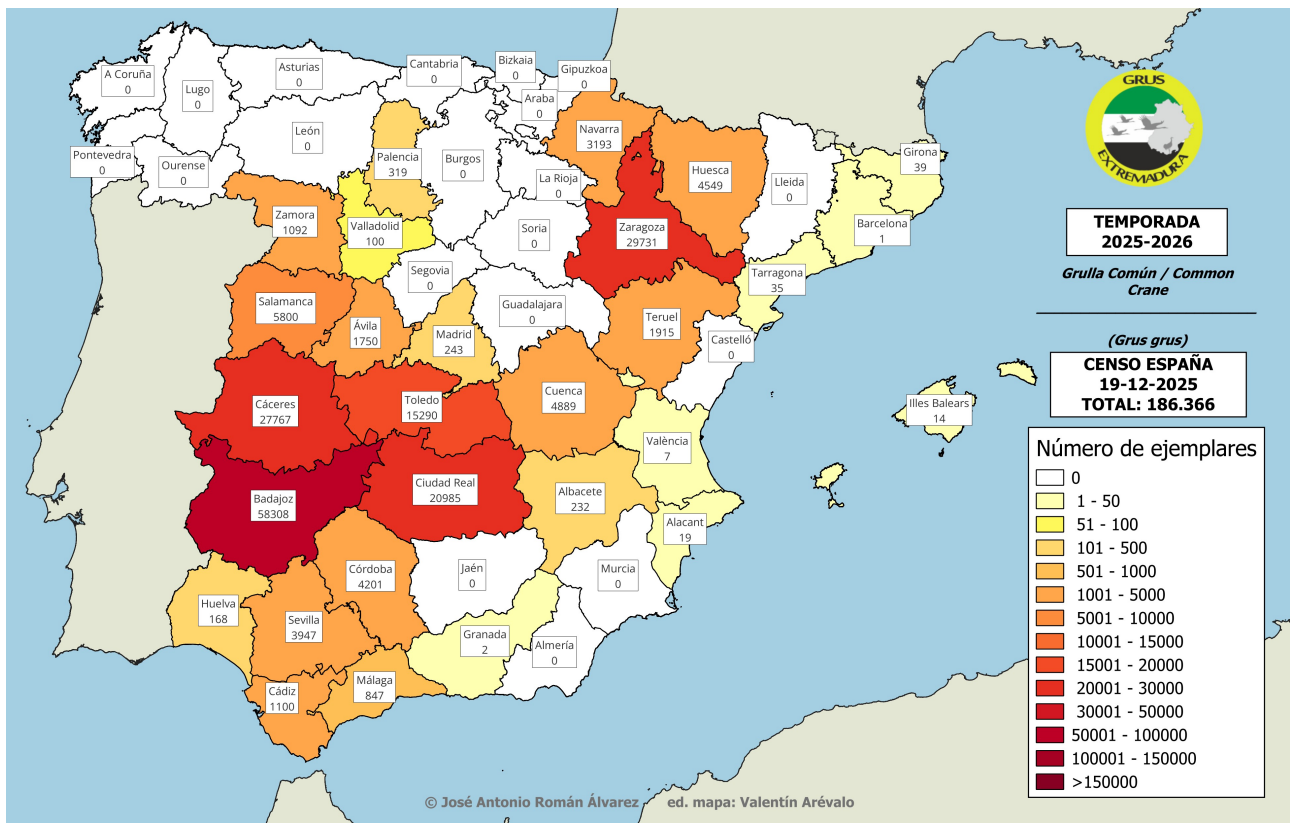 A Coruña
0
Lugo
0
Asturias
0
Cantabria
0
Bizkaia
0
Gipuzkoa
0
Araba
0
Navarra
3193
Huesca
4549
Lleida
0
Girona
39
Barcelona
1
Tarragona
35
Pontevedra
0
Ourense
0
León
0
Palencia
319
Burgos
0
La Rioja
0
Zaragoza
29731
Zamora
1092
Valladolid
100
Soria
0
Segovia
0
Guadalajara
0
Teruel
1915
Castelló
0
Salamanca
5800
Ávila
1750
Madrid
243
Cuenca
4889
Cáceres
27767
Toledo
15290
València
7
Illes Balears
14
Badajoz
58308
Ciudad Real
20985
Albacete
232
Alacant
19
Córdoba
4201
Jaén
0
Murcia
0
Huelva
168
Sevilla
3947
Granada
2
Almería
0
Cádiz
1100
Málaga
847
GRUS
EXTREMADURA
TEMPORADA
2025-2026
Grulla Común / Common
Crane
(Grus grus)
CENSO ESPAÑA
19-12-2025
TOTAL: 186.366
Número de ejemplares
0
1 - 50
51 - 100
101 - 500
501 - 1000
1001 - 5000
5001 - 10000
10001 - 15000
15001 - 20000
20001 - 30000
30001 - 50000
50001 - 100000
100001 - 150000
>150000
© José Antonio Román Álvarez ed. mapa: Valentín Arévalo